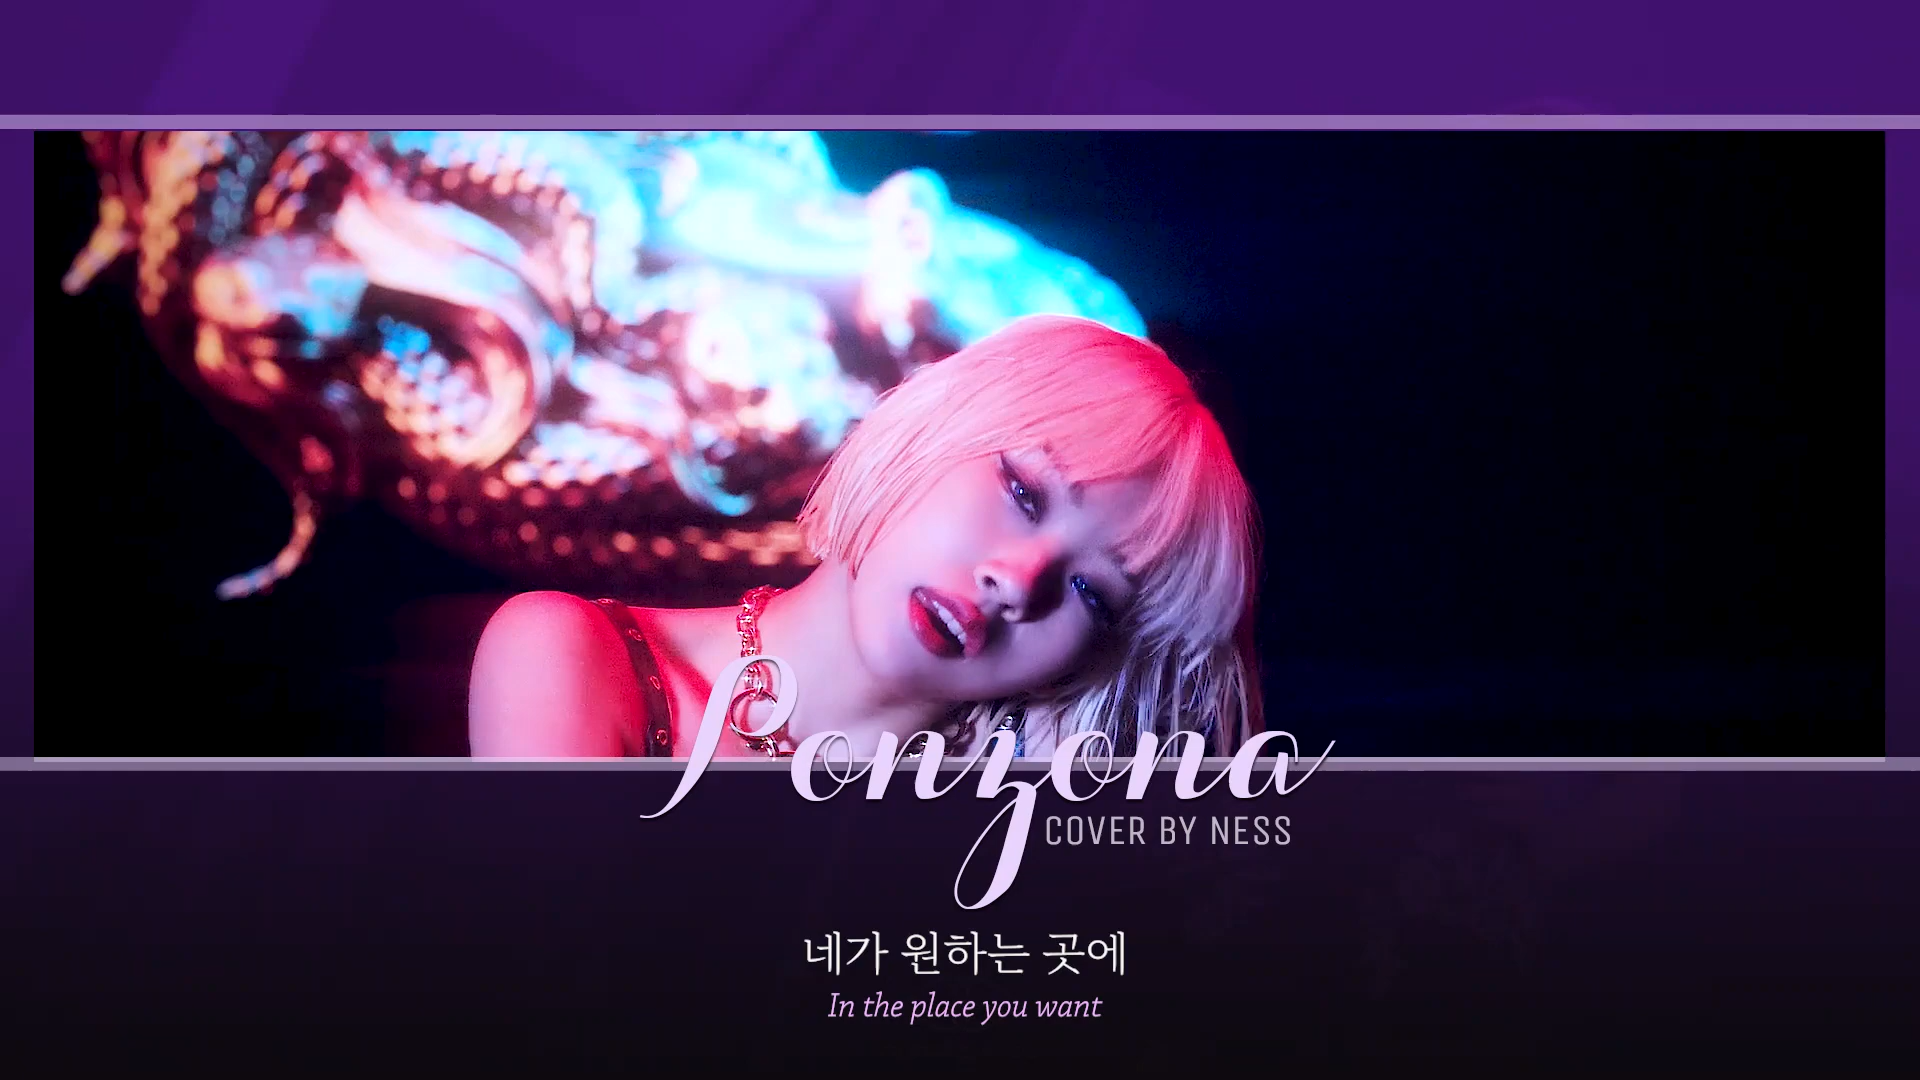 Ponzona
COVER BY NESS
네가 원하는 곳에
In the place you want